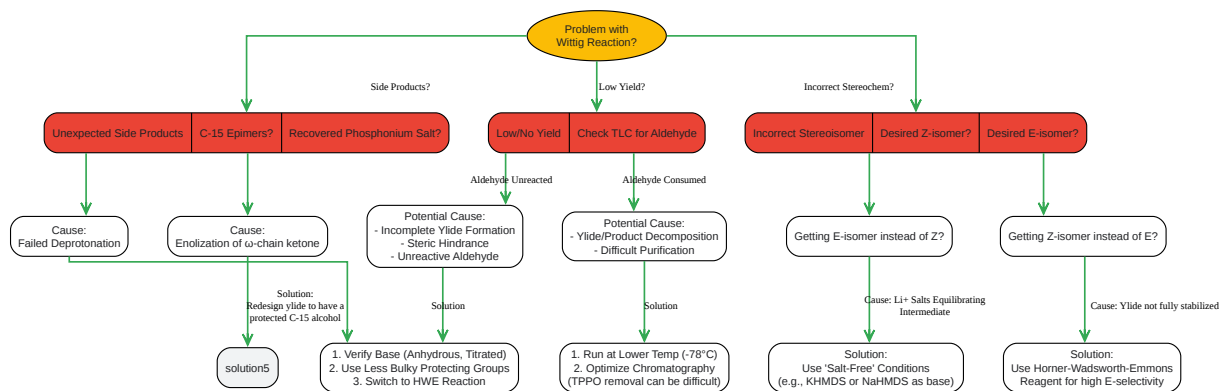 Problem with
Wittig Reaction?
Side Products?
Low Yield?
Incorrect Stereochem?
Unexpected Side Products
C-15 Epimers?
Recovered Phosphonium Salt?
Low/No Yield
Check TLC for Aldehyde
Incorrect Stereoisomer
Desired Z-isomer?
Desired E-isomer?
Aldehyde Unreacted
Aldehyde Consumed
Cause:
Failed Deprotonation
Cause:
Enolization of ω-chain ketone
Potential Cause:
- Incomplete Ylide Formation
- Steric Hindrance
- Unreactive Aldehyde
Potential Cause:
- Ylide/Product Decomposition
- Difficult Purification
Getting E-isomer instead of Z?
Getting Z-isomer instead of E?
Solution:
Redesign ylide to have a
protected C-15 alcohol
Solution
Solution
Cause: Li+ Salts Equilibrating
Intermediate
Cause: Ylide not fully stabilized
solution5
1. Verify Base (Anhydrous, Titrated)
2. Use Less Bulky Protecting Groups
3. Switch to HWE Reaction
1. Run at Lower Temp (-78°C)
2. Optimize Chromatography
(TPPO removal can be difficult)
Solution:
Use 'Salt-Free' Conditions
(e.g., KHMDS or NaHMDS as base)
Solution:
Use Horner-Wadsworth-Emmons
Reagent for high E-selectivity